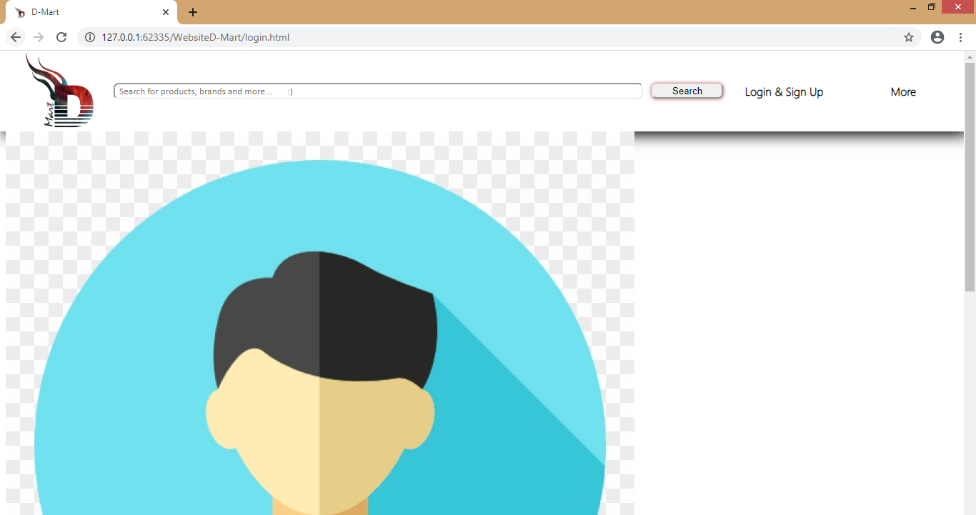 D-Mart
127.0.0.1:62335/WebsiteD-Mart/login.html
D
Mart
Search for products, brands and more... :)
Search
Login & Sign Up
More